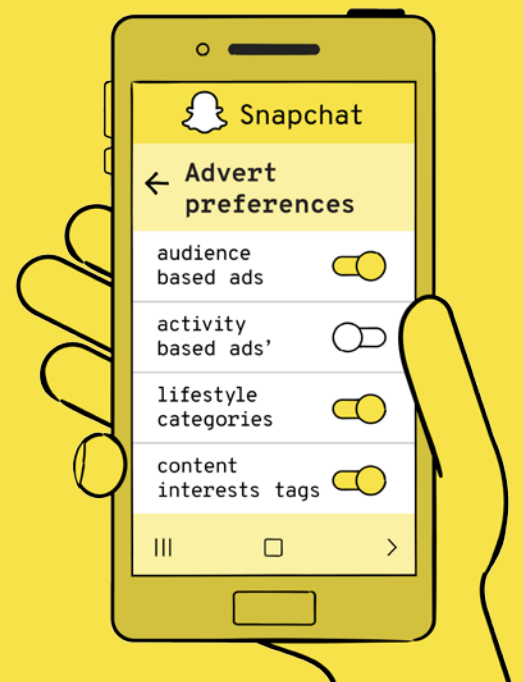 Snapchat
Advert
preferences
audience
based ads
activity
based ads’
lifestyle
categories
content
interests tags